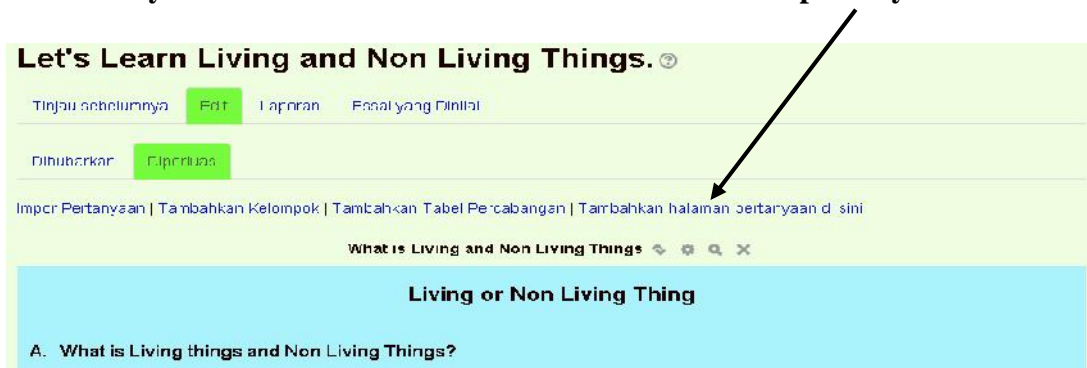 Let's Learn Living and Non Living Things.
Tinjau sebelumnya Edit Laporan Essai yang Dinilai
Diperluas
Impor Pertanyaan | Tambahkan Kelompok | Tambahkan Tabel Percabangan | Tambahkan halaman pertanyaan di sini
What is Living and Non Living Things
Living or Non Living Thing
A. What is Living things and Non Living Things?